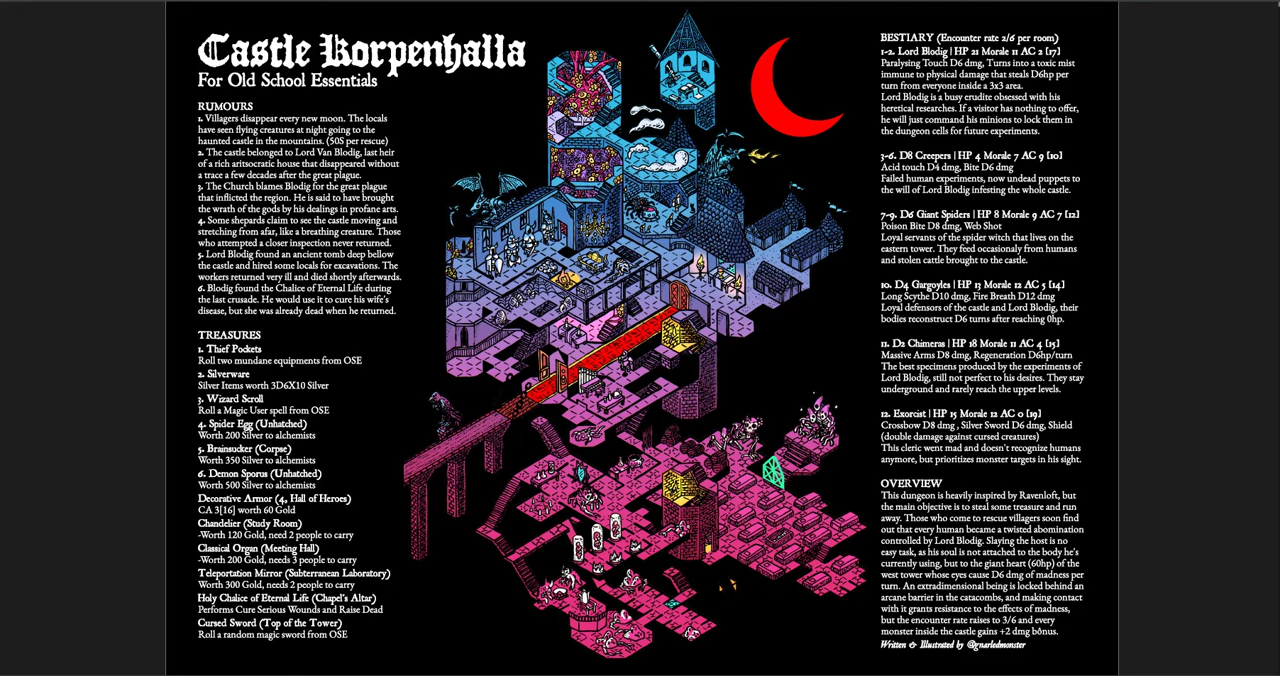 Castle Korpenhalla
For Old School Essentials
RUMOURS
1. Villagers disappear every new moon. The locals
have seen flying creatures at night going to the
haunted castle in the mountains. (50S per rescue)
2. The castle belonged to Lord Van Blodig, last heir
of a rich aritsocratic house that disappeared without
a trace a few decades after the great plague.
3. The Church blames Blodig for the great plague
that inflicted the region. He is said to have brought
the wrath of the gods by his dealings in profane arts.
4. Some shepards claim to see the castle moving and
stretching from afar, like a breathing creature. Those
who attempted a closer inspection never returned.
5. Lord Blodig found an ancient tomb deep bellow
the castle and hired some locals for excavations. The
workers returned very ill and died shortly afterwards.
6. Blodig found the Chalice of Eternal Life during
the last crusade. He would use it to cure his wife's
disease, but she was already dead when he returned.
TREASURES
1. Thief Pockets
Roll two mundane equipments from OSE
2. Silverware
Silver Items worth 3D6X10 Silver
3. Wizard Scroll
Roll a Magic User spell from OSE
4. Spider Egg (Unhatched)
Worth 200 Silver to alchemists
5. Brainsucker (Corpse)
Worth 350 Silver to alchemists
6. Demon Sporus (Unhatched)
Worth 500 Silver to alchemists
Decorative Armor (4, Hall of Heroes)
CA 3[16] worth 60 Gold
Chandelier (Study Room)
-Worth 120 Gold, need 2 people to carry
Classical Organ (Meeting Hall)
-Worth 200 Gold, needs 3 people to carry
Teleportation Mirror (Subterranean Laboratory)
Worth 300 Gold, needs 2 people to carry
Holy Chalice of Eternal Life (Chapel's Altar)
Performs Cure Serious Wounds and Raise Dead
Cursed Sword (Top of the Tower)
Roll a random magic sword from OSE
BESTIARY (Encounter rate 2/6 per room)
1-2. Lord Blodig | HP 21 Morale 11 AC 2 [17]
Paralysing Touch D6 dmg, Turns into a toxic mist
immune to physical damage that steals D6hp per
turn from everyone inside a 3x3 area.
Lord Blodig is a busy erudite obsessed with his
heretical researches. If a visitor has nothing to offer,
he will just command his minions to lock them in
the dungeon cells for future experiments.
3-6. D8 Creepers | HP 4 Morale 7 AC 9 [10]
Acid touch D4 dmg, Bite D6 dmg
Failed human experiments, now undead puppets to
the will of Lord Blodig infesting the whole castle.
7-9. D6 Giant Spiders | HP 8 Morale 9 AC 7 [12]
Poison Bite D8 dmg, Web Shot
Loyal servants of the spider witch that lives on the
eastern tower. They feed occasionaly from humans
and stolen cattle brought to the castle.
10. D4 Gargoyles | HP 13 Morale 12 AC 5 [14]
Long Scythe D10 dmg, Fire Breath D12 dmg
Loyal defensors of the castle and Lord Blodig, their
bodies reconstruct D6 turns after reaching 0hp.
11. D2 Chimeras | HP 18 Morale 11 AC 4 [15]
Massive Arms D8 dmg, Regeneration D6hp/turn
The best specimens produced by the experiments of
Lord Blodig, still not perfect to his desires. They stay
underground and rarely reach the upper levels.
12. Exorcist | HP 15 Morale 12 AC 0 [19]
Crossbow D8 dmg , Silver Sword D6 dmg, Shield
(double damage against cursed creatures)
This cleric went mad and doesn't recognize humans
anymore, but prioritizes monster targets in his sight.
OVERVIEW
This dungeon is heavily inspired by Ravenloft, but
the main objective is to steal some treasure and run
away. Those who come to rescue villagers soon find
out that every human became a twisted abomination
controlled by Lord Blodig. Slaying the host is no
easy task, as his soul is not attached to the body he's
currently using, but to the giant heart (60hp) of the
west tower whose eyes cause D6 dmg of madness per
turn. An extradimensional being is locked behind an
arcane barrier in the catacombs, and making contact
with it grants resistance to the effects of madness,
but the encounter rate raises to 3/6 and every
monster inside the castle gains +2 dmg bônus.
Written & Illustrated by @gnarledmonster